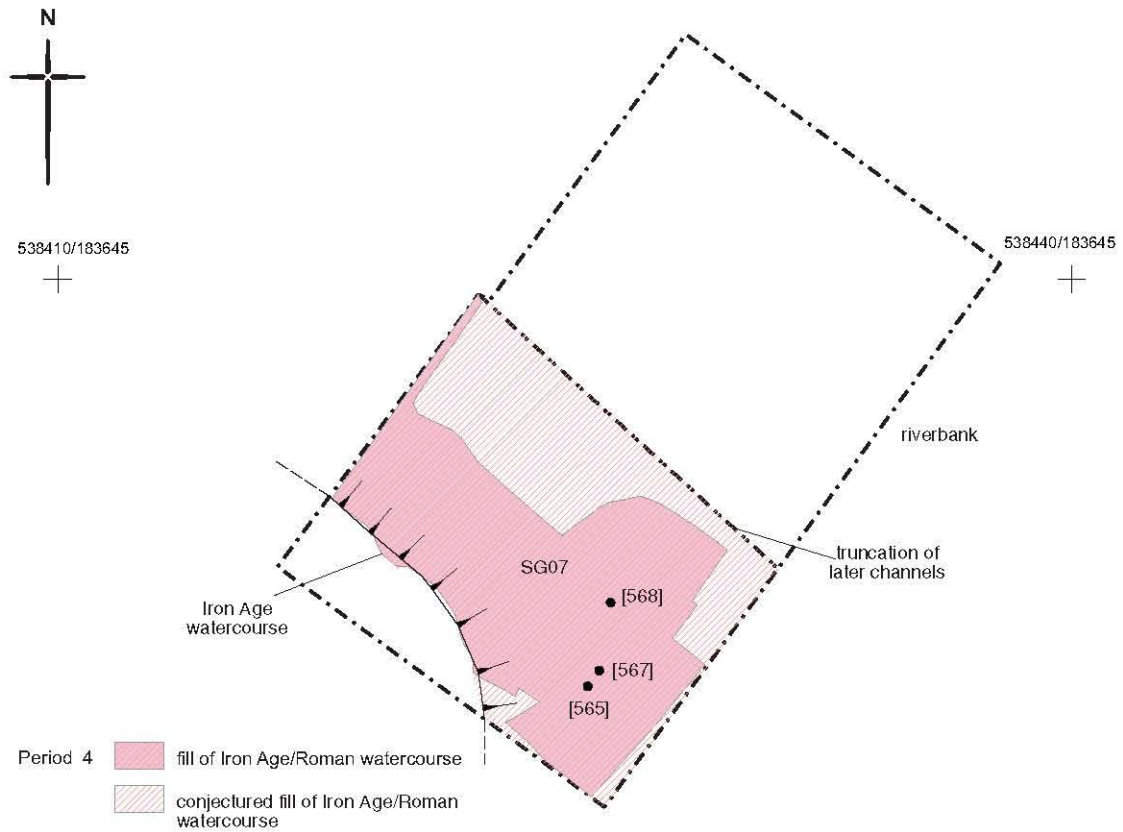 N
538410/183645
538440/183645
riverbank
truncation of
later channels
SG07
[568]
Iron Age
watercourse
[567]
[565]
Period 4
fill of Iron Age/Roman watercourse
conjectured fill of Iron Age/Roman
watercourse